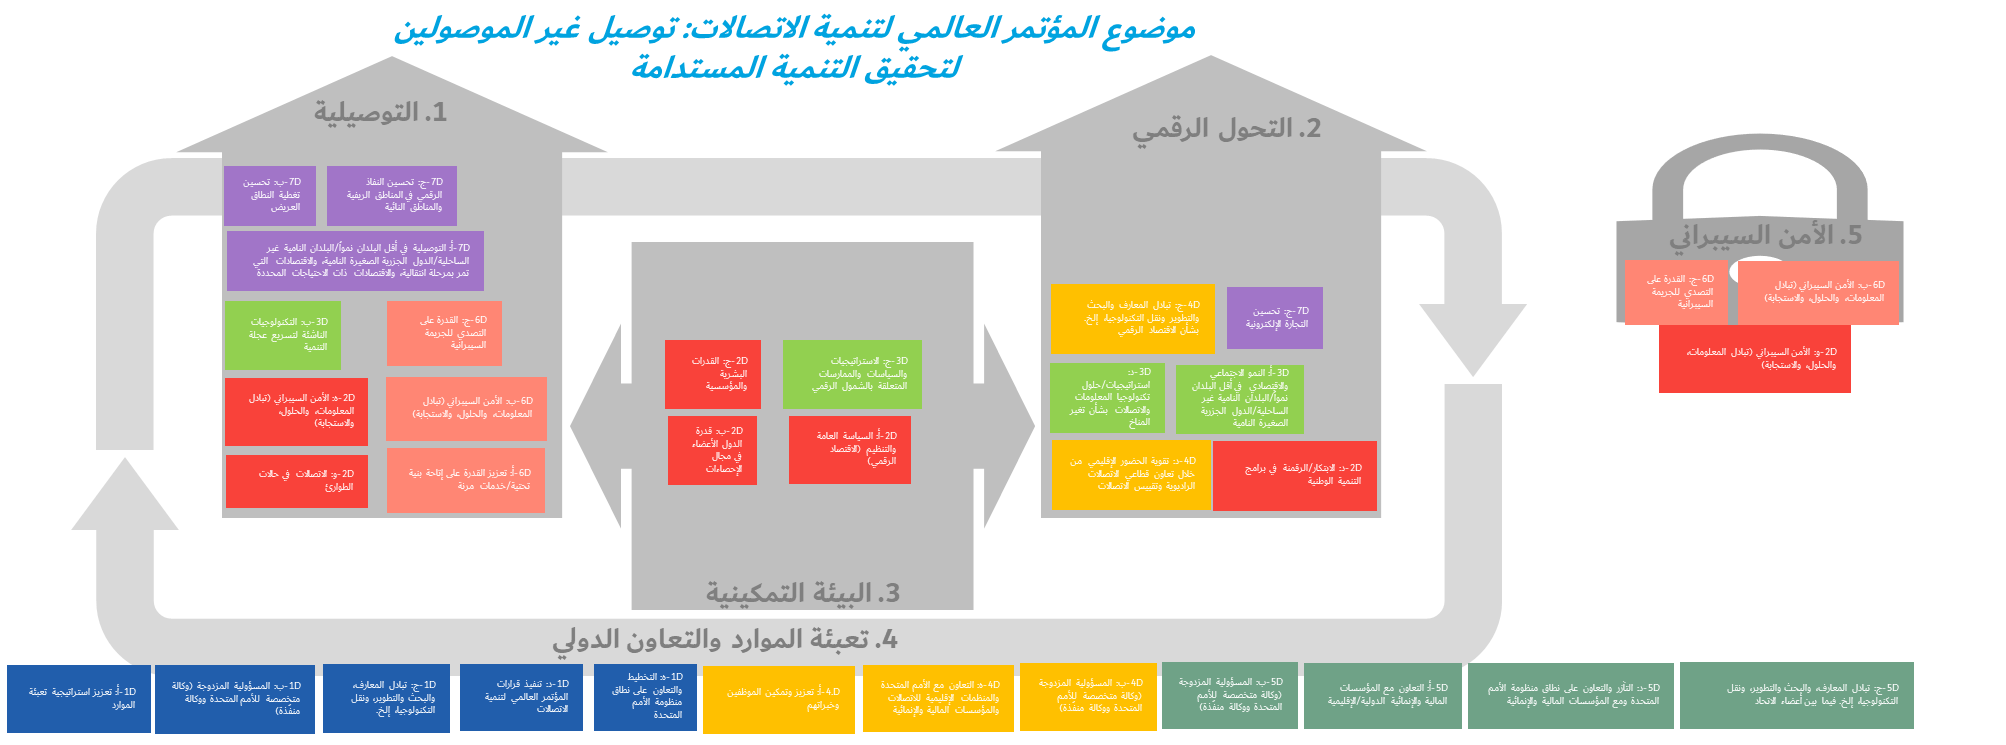 موضوع المؤتمر العالمي لتنمية الاتصالات: توصيل غير الموصولين
لتحقيق التنمية المستدامة
1. التوصيلية
7D-ج: تحسين النفاذ
الرقمي في المناطق الريفية
والمناطق النائية
7D-ب: تحسين
تغطية النطاق
العريض
7D-أ: التوصيلية في أقل البلدان نمواً/البلدان النامية غير
الساحلية/الدول الجزرية الصغيرة النامية، والاقتصادات التي
تمر بمرحلة انتقالية، والاقتصادات ذات الاحتياجات المحددة
6D-ج: القدرة على
التصدي للجريمة
السيبرانية
3D-ب: التكنولوجيات
الناشئة لتسريع عجلة
التنمية
6D-ب: الأمن السيبراني (تبادل
المعلومات، والحلول، والاستجابة)
2D-ه: الأمن السيبراني (تبادل
المعلومات، والحلول،
والاستجابة)
6D-أ: تعزيز القدرة على إتاحة بنية
تحتية/خدمات مرنة
2D-و: الاتصالات في حالات
الطوارئ
2. التحول الرقمي
7D-ج: تحسين
التجارة الإلكترونية
4D-ج: تبادل المعارف والبحث
والتطوير ونقل التكنولوجيا، إلخ.
بشأن الاقتصاد الرقمي
3D-أ: النمو الاجتماعي
والاقتصادي في أقل البلدان
نمواً/البلدان النامية غير
الساحلية/الدول الجزرية
الصغيرة النامية
3D-د:
استراتيجيات/حلول
تكنولوجيا المعلومات
والاتصالات بشأن تغير
المناخ
2D-د: الابتكار/الرقمنة في برامج
التنمية الوطنية
4D-د: تقوية الحضور الإقليمي من
خلال تعاون قطاعي الاتصالات
الراديوية وتقييس الاتصالات
3D-ج: الاستراتيجيات
والسياسات والممارسات
المتعلقة بالشمول الرقمي
2D-ج: القدرات
البشرية
والمؤسسية
2D-أ: السياسة العامة
والتنظيم (الاقتصاد
الرقمي)
2D-ب: قدرة
الدول الأعضاء
في مجال
الإحصاءات
3. البيئة التمكينية
5. الأمن السيبراني
6D-ب: الأمن السيبراني (تبادل
المعلومات، والحلول، والاستجابة)
6D-ج: القدرة على
التصدي للجريمة
السيبرانية
2D-و: الأمن السيبراني (تبادل المعلومات،
والحلول، والاستجابة)
4. تعبئة الموارد والتعاون الدولي
5D-ج: تبادل المعارف، والبحث والتطوير، ونقل
التكنولوجيا، إلخ. فيما بين أعضاء الاتحاد
5D-د: التآزر والتعاون على نطاق منظومة الأمم
المتحدة ومع المؤسسات المالية والإنمائية
5D-أ: التعاون مع المؤسسات
المالية والإنمائية الدولية/الإقليمية
5D-ب: المسؤولية المزدوجة
(وكالة متخصصة للأمم
المتحدة ووكالة منفّذة)
4D-ب: المسؤولية المزدوجة
(وكالة متخصصة للأمم
المتحدة ووكالة منفّذة)
4D-ه: التعاون مع الأمم المتحدة
والمنظمات الإقليمية للاتصالات
والمؤسسات المالية والإنمائية
4.D-أ: تعزيز وتمكين الموظفين
وخبراتهم
1D-ه: التخطيط
والتعاون على نطاق
منظومة الأمم
المتحدة
1D-د: تنفيذ قرارات
المؤتمر العالمي لتنمية
الاتصالات
1D-ج: تبادل المعارف،
والبحث والتطوير، ونقل
التكنولوجيا، إلخ.
1D-ب: المسؤولية المزدوجة (وكالة
متخصصة للأمم المتحدة ووكالة
منفّذة)
1D-أ: تعزيز استراتيجية تعبئة
الموارد